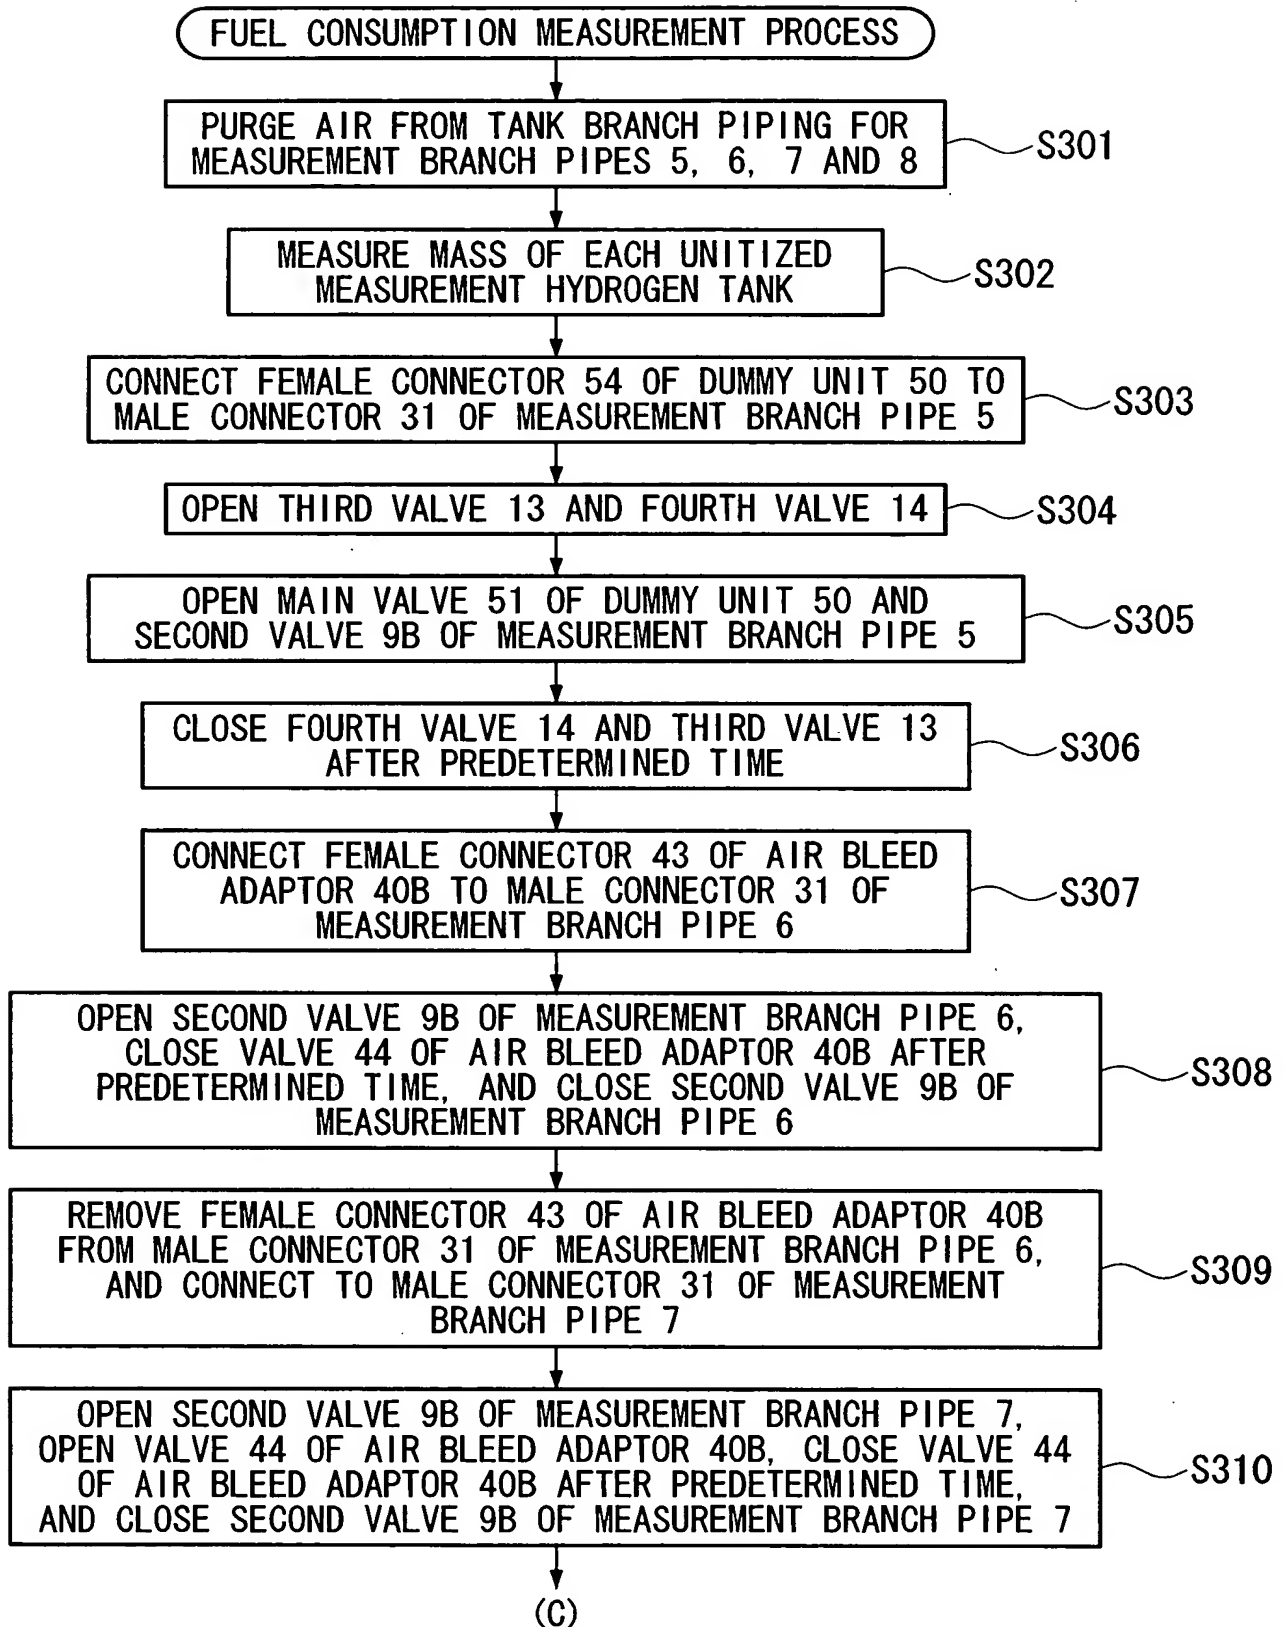 FUEL CONSUMPTION MEASUREMENT PROCESS
PURGE AIR FROM TANK BRANCH PIPING FOR
MEASUREMENT BRANCH PIPES 5, 6, 7 AND 8
S301
MEASURE MASS OF EACH UNITIZED
MEASUREMENT HYDROGEN TANK
S302
CONNECT FEMALE CONNECTOR 54 OF DUMMY UNIT 50 TO
MALE CONNECTOR 31 OF MEASUREMENT BRANCH PIPE 5
S303
OPEN THIRD VALVE 13 AND FOURTH VALVE 14
S304
OPEN MAIN VALVE 51 OF DUMMY UNIT 50 AND
SECOND VALVE 9B OF MEASUREMENT BRANCH PIPE 5
S305
CLOSE FOURTH VALVE 14 AND THIRD VALVE 13
AFTER PREDETERMINED TIME
S306
CONNECT FEMALE CONNECTOR 43 OF AIR BLEED
ADAPTOR 40B TO MALE CONNECTOR 31 OF
MEASUREMENT BRANCH PIPE 6
S307
OPEN SECOND VALVE 9B OF MEASUREMENT BRANCH PIPE 6,
CLOSE VALVE 44 OF AIR BLEED ADAPTOR 40B AFTER
PREDETERMINED TIME, AND CLOSE SECOND VALVE 9B OF
MEASUREMENT BRANCH PIPE 6
S308
REMOVE FEMALE CONNECTOR 43 OF AIR BLEED ADAPTOR 40B
FROM MALE CONNECTOR 31 OF MEASUREMENT BRANCH PIPE 6,
AND CONNECT TO MALE CONNECTOR 31 OF MEASUREMENT
BRANCH PIPE 7
S309
OPEN SECOND VALVE 9B OF MEASUREMENT BRANCH PIPE 7,
OPEN VALVE 44 OF AIR BLEED ADAPTOR 40B, CLOSE VALVE 44
OF AIR BLEED ADAPTOR 40B AFTER PREDETERMINED TIME,
AND CLOSE SECOND VALVE 9B OF MEASUREMENT BRANCH PIPE 7
S310
(C)